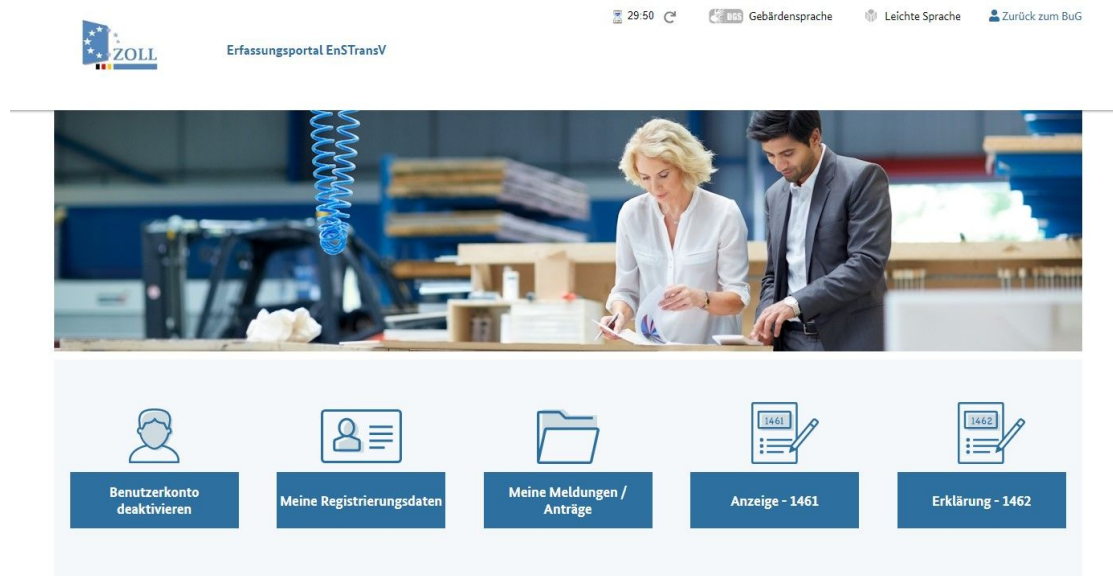 29:50
DGS Gebärdensprache
Leichte Sprache
Zurück zum BuG
ZOLL
Erfassungsportal EnSTransV
1461
1462
Benutzerkonto
deaktivieren
Meine Registrierungsdaten
Meine Meldungen /
Anträge
Anzeige - 1461
Erklärung - 1462